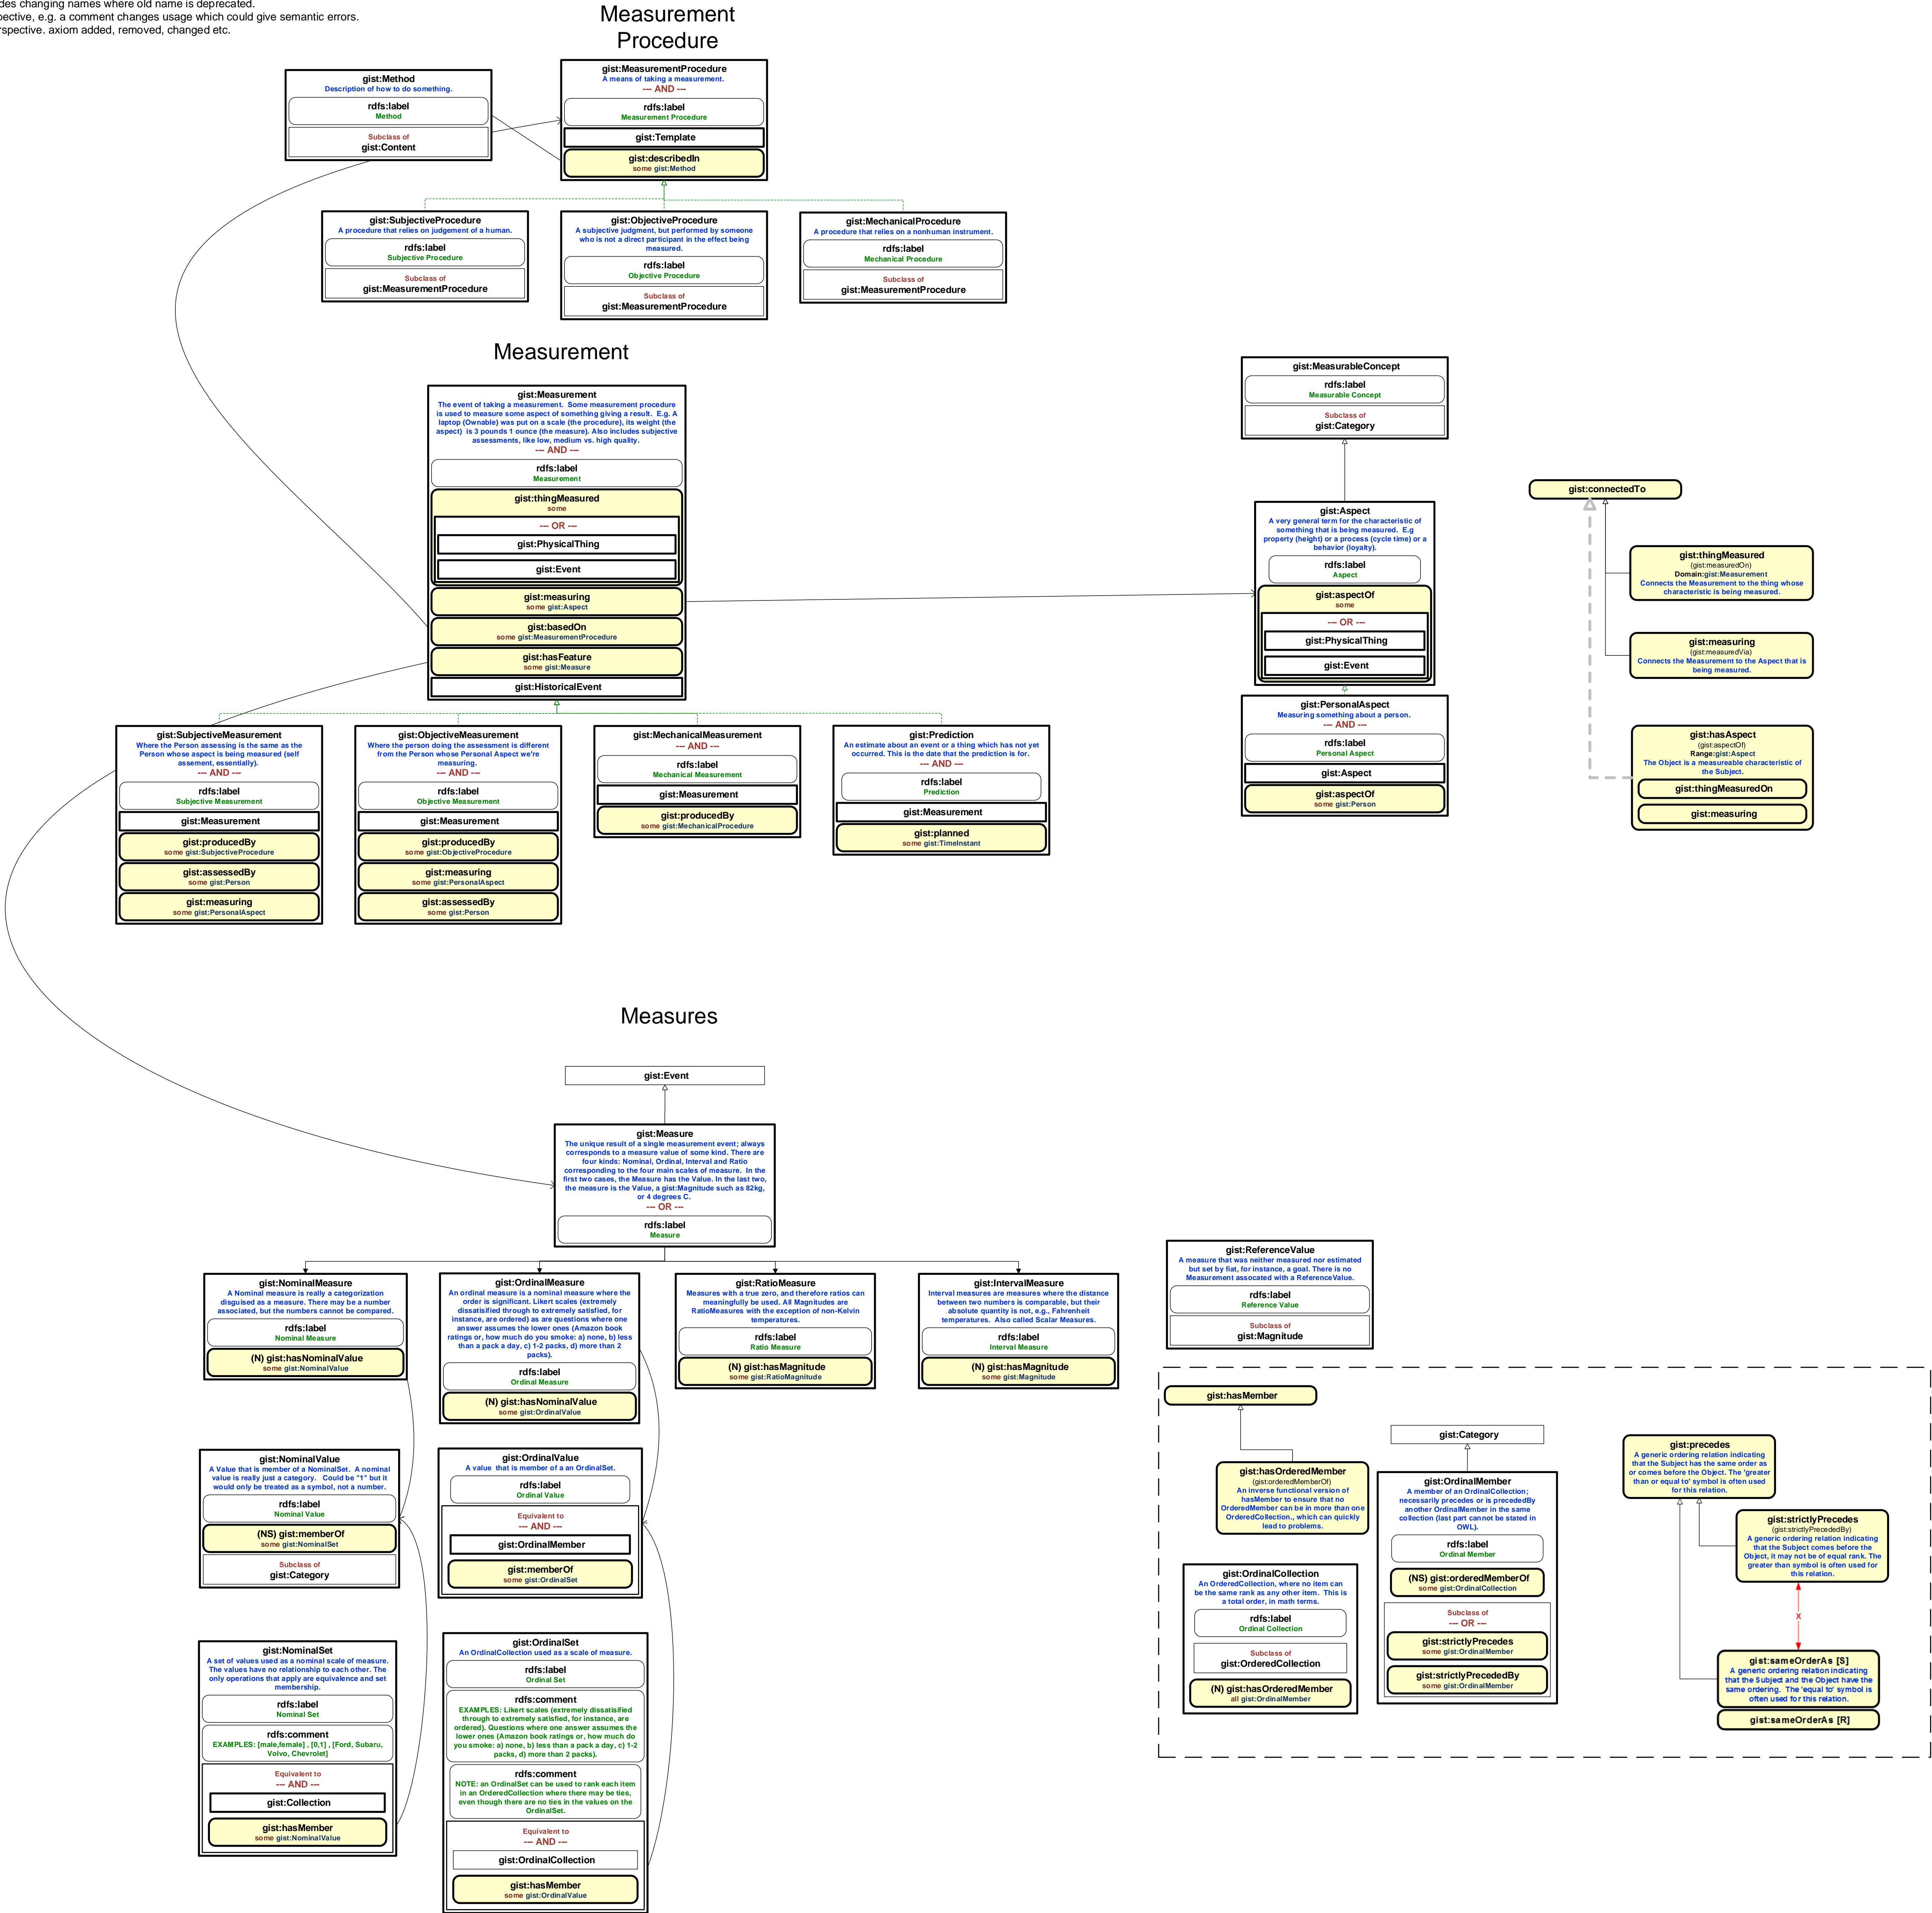 des changing names where old name is deprecated.
pective, e.g. a comment changes usage which could give semantic errors.
rspective. axiom added, removed, changed etc.
Measurement
Procedure
gist:Method
Description of how to do something.
rdfs:label
Method
Subclass of
gist:Content
gist:MeasurementProcedure
A means of taking a measurement.
--- AND ---
rdfs:label
Measurement Procedure
gist:Template
gist:describedIn
some gist:Method
gist:SubjectiveProcedure
A procedure that relies on judgement of a human.
rdfs:label
Subjective Procedure
Subclass of
gist:MeasurementProcedure
gist:ObjectiveProcedure
A subjective judgment, but performed by someone
who is not a direct participant in the effect being
measured.
rdfs:label
Objective Procedure
Subclass of
gist:MeasurementProcedure
gist:MechanicalProcedure
A procedure that relies on a nonhuman instrument.
rdfs:label
Mechanical Procedure
Subclass of
gist:MeasurementProcedure
Measurement
gist:Measurement
The event of taking a measurement.  Some measurement procedure
is used to measure some aspect of something giving a result.  E.g. A
laptop (Ownable) was put on a scale (the procedure), its weight (the
aspect)  is 3 pounds 1 ounce (the measure). Also includes subjective
assessments, like low, medium vs. high quality.
--- AND ---
rdfs:label
Measurement
gist:thingMeasured
some
--- OR ---
gist:PhysicalThing
gist:Event
gist:measuring
some gist:Aspect
gist:basedOn
some gist:MeasurementProcedure
gist:hasFeature
some gist:Measure
gist:HistoricalEvent
gist:MeasurableConcept
rdfs:label
Measurable Concept
Subclass of
gist:Category
gist:Aspect
A very general term for the characteristic of
something that is being measured.  E.g
property (height) or a process (cycle time) or a
behavior (loyalty).
rdfs:label
Aspect
gist:aspectOf
some
--- OR ---
gist:PhysicalThing
gist:Event
gist:PersonalAspect
Measuring something about a person.
--- AND ---
rdfs:label
Personal Aspect
gist:Aspect
gist:aspectOf
some gist:Person
gist:connectedTo
gist:thingMeasured
(gist:measuredOn)
Domain:gist:Measurement
Connects the Measurement to the thing whose
characteristic is being measured.
gist:measuring
(gist:measuredVia)
Connects the Measurement to the Aspect that is
being measured.
gist:hasAspect
(gist:aspectOf)
Range:gist:Aspect
The Object is a measureable characteristic of
the Subject.
gist:thingMeasuredOn
gist:measuring
gist:SubjectiveMeasurement
Where the Person assessing is the same as the
Person whose aspect is being measured (self
assement, essentially).
--- AND ---
rdfs:label
Subjective Measurement
gist:Measurement
gist:producedBy
some gist:SubjectiveProcedure
gist:assessedBy
some gist:Person
gist:measuring
some gist:PersonalAspect
gist:ObjectiveMeasurement
Where the person doing the assessment is different
from the Person whose Personal Aspect we're
measuring.
--- AND ---
rdfs:label
Objective Measurement
gist:Measurement
gist:producedBy
some gist:ObjectiveProcedure
gist:measuring
some gist:PersonalAspect
gist:assessedBy
some gist:Person
gist:MechanicalMeasurement
--- AND ---
rdfs:label
Mechanical Measurement
gist:Measurement
gist:producedBy
some gist:MechanicalProcedure
gist:Prediction
An estimate about an event or a thing which has not yet
occurred. This is the date that the prediction is for.
--- AND ---
rdfs:label
Prediction
gist:Measurement
gist:planned
some gist:TimeInstant
Measures
gist:Event
gist:Measure
The unique result of a single measurement event; always
corresponds to a measure value of some kind. There are
four kinds: Nominal, Ordinal, Interval and Ratio
corresponding to the four main scales of measure.  In the
first two cases, the Measure has the Value. In the last two,
the measure is the Value, a gist:Magnitude such as 82kg,
or 4 degrees C.
--- OR ---
rdfs:label
Measure
gist:NominalMeasure
A Nominal measure is really a categorization
disguised as a measure. There may be a number
associated, but the numbers cannot be compared.
rdfs:label
Nominal Measure
(N) gist:hasNominalValue
some gist:NominalValue
gist:OrdinalMeasure
An ordinal measure is a nominal measure where the
order is significant. Likert scales (extremely
dissatisified through to extremely satisfied, for
instance, are ordered) as are questions where one
answer assumes the lower ones (Amazon book
ratings or, how much do you smoke: a) none, b) less
than a pack a day, c) 1-2 packs, d) more than 2
packs).
rdfs:label
Ordinal Measure
(N) gist:hasNominalValue
some gist:OrdinalValue
gist:RatioMeasure
Measures with a true zero, and therefore ratios can
meaningfully be used. All Magnitudes are
RatioMeasures with the exception of non-Kelvin
temperatures.
rdfs:label
Ratio Measure
(N) gist:hasMagnitude
some gist:RatioMagnitude
gist:IntervalMeasure
Interval measures are measures where the distance
between two numbers is comparable, but their
absolute quantity is not, e.g., Fahrenheit
temperatures.  Also called Scalar Measures.
rdfs:label
Interval Measure
(N) gist:hasMagnitude
some gist:Magnitude
gist:ReferenceValue
A measure that was neither measured nor estimated
but set by fiat, for instance, a goal. There is no
Measurement assocated with a ReferenceValue.
rdfs:label
Reference Value
Subclass of
gist:Magnitude
gist:NominalValue
A Value that is member of a NominalSet.  A nominal
value is really just a category.   Could be "1" but it
would only be treated as a symbol, not a number.
rdfs:label
Nominal Value
(NS) gist:memberOf
some gist:NominalSet
Subclass of
gist:Category
gist:OrdinalValue
A value  that is member of a an OrdinalSet.
rdfs:label
Ordinal Value
Equivalent to
--- AND ---
gist:OrdinalMember
gist:memberOf
some gist:OrdinalSet
gist:NominalSet
A set of values used as a nominal scale of measure.
The values have no relationship to each other. The
only operations that apply are equivalence and set
membership.
rdfs:label
Nominal Set
rdfs:comment
EXAMPLES: [male,female] , [0,1] , [Ford, Subaru,
Volvo, Chevrolet]
Equivalent to
--- AND ---
gist:Collection
gist:hasMember
some gist:NominalValue
gist:OrdinalSet
An OrdinalCollection used as a scale of measure.
rdfs:label
Ordinal Set
rdfs:comment
EXAMPLES: Likert scales (extremely dissatisified
through to extremely satisfied, for instance, are
ordered). Questions where one answer assumes the
lower ones (Amazon book ratings or, how much do
you smoke: a) none, b) less than a pack a day, c) 1-2
packs, d) more than 2 packs).
rdfs:comment
NOTE: an OrdinalSet can be used to rank each item
in an OrderedCollection where there may be ties,
even though there are no ties in the values on the
OrdinalSet.
Equivalent to
--- AND ---
gist:OrdinalCollection
gist:hasMember
some gist:OrdinalValue
gist:hasMember
gist:hasOrderedMember
(gist:orderedMemberOf)
An inverse functional version of
hasMember to ensure that no
OrderedMember can be in more than one
OrderedCollection., which can quickly
lead to problems.
gist:OrdinalCollection
An OrderedCollection, where no item can
be the same rank as any other item.  This is
a total order, in math terms.
rdfs:label
Ordinal Collection
Subclass of
gist:OrderedCollection
(N) gist:hasOrderedMember
all gist:OrdinalMember
gist:Category
gist:OrdinalMember
A member of an OrdinalCollection;
necessarily precedes or is precededBy
another OrdinalMember in the same
collection (last part cannot be stated in
OWL).
rdfs:label
Ordinal Member
(NS) gist:orderedMemberOf
some gist:OrdinalCollection
Subclass of
--- OR ---
gist:strictlyPrecedes
some gist:OrdinalMember
gist:strictlyPrecededBy
some gist:OrdinalMember
gist:precedes
A generic ordering relation indicating
that the Subject has the same order as
or comes before the Object. The 'greater
than or equal to' symbol is often used
for this relation.
gist:strictlyPrecedes
(gist:strictlyPrecededBy)
A generic ordering relation indicating
that the Subject comes before the
Object, it may not be of equal rank. The
greater than symbol is often used for
this relation.
X
gist:sameOrderAs [S]
A generic ordering relation indicating
that the Subject and the Object have the
same ordering.  The 'equal to' symbol is
often used for this relation.
gist:sameOrderAs [R]